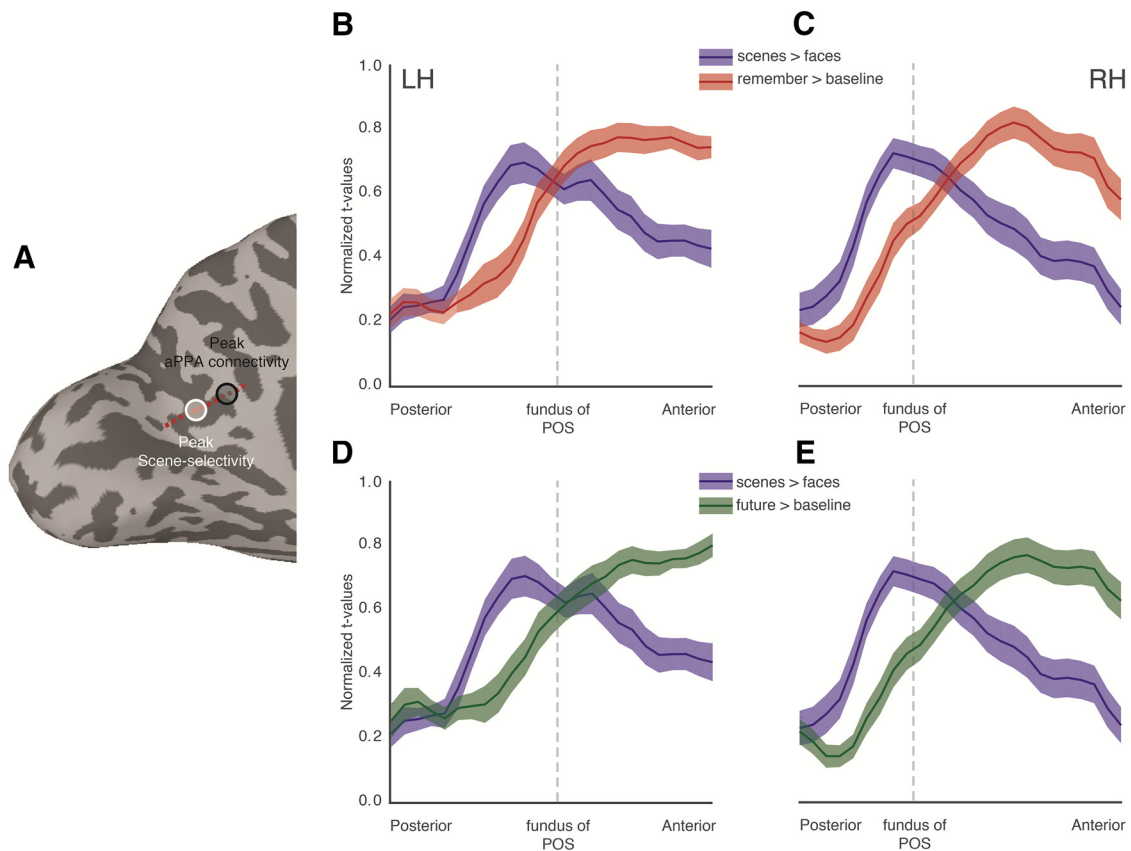 A
Peak
aPPA connectivity
Peak
Scene-selectivity
B
LH
scenes > faces
remember > baseline
Normalized t-values
1.0
0.8
0.6
0.4
0.2
0.0
Posterior
fundus of
POS
Anterior
C
RH
Posterior
fundus of
POS
Anterior
D
scenes > faces
future > baseline
Normalized t-values
1.0
0.8
0.6
0.4
0.2
0.0
Posterior
fundus of
POS
Anterior
E
Posterior
fundus of
POS
Anterior